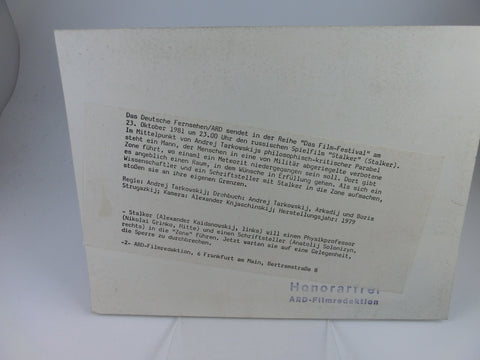 Das Deutsche Fernsehen/ARD sendet in der Reihe "Das Film-Festival" am
23. Oktober 1981 um 23.00 Uhr den russischen Spielfilm "Stalker" (Stalker).
Im Mittelpunkt von Andrej Tarkowskijs philosophisch-kritischer Parabel
steht ein Mann, der Menschen in eine von Militär abgeriegelte verbotene
Zone führt, wo einmal ein Meteorit niedergegangen sein soll. Dort gibt
es angeblich einen Raum, in dem Wünsche in Erfüllung gehen. Als sich ein
Wissenschaftler und ein Schriftsteller mit Stalker in die Zone aufmachen,
stoßen sie an ihre eigenen Grenzen.
Regie: Andrej Tarkowskij; Drehbuch: Andrej Tarkowskij, Arkadij und Boris
Strugazkij; Kamera: Alexander Knjaschinskij; Herstellungsjahr: 1979
- Stalker (Alexander Kaidanowskij, links) will einen Physikprofessor
(Nikolai Grinko, Mitte) und einen Schriftsteller (Anatolij Solonizyn,
rechts) in die "Zone" führen. Jetzt warten sie auf eine Gelegenheit,
die Sperre zu durchbrechen.
-2- ARD-Filmredaktion, 6 Frankfurt am Main, Bertramstraße 8
Honorarfrei
ARD-Filmredaktion